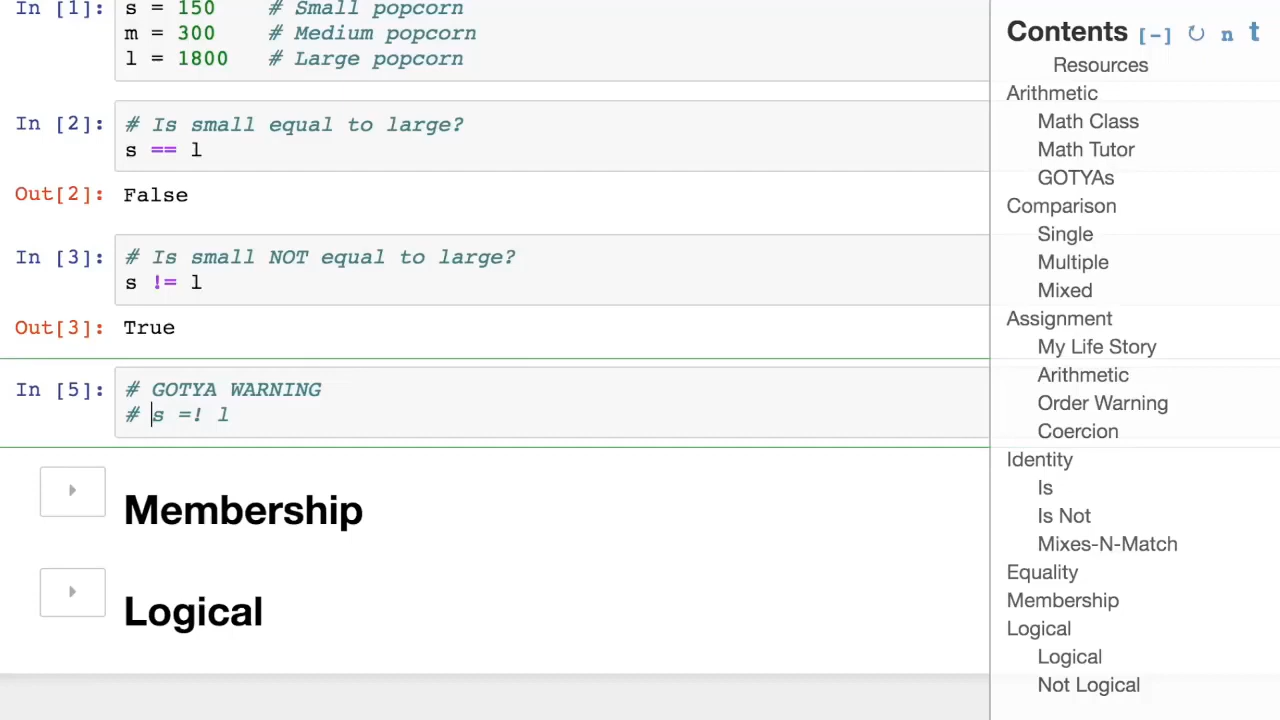 In [1]: s = 150 # Small popcorn
m = 300 # Medium popcorn
l = 1800 # Large popcorn
In [2]: # Is small equal to large?
s == l
Out[2]: False
In [3]: # Is small NOT equal to large?
s != l
Out[3]: True
In [5]: # GOTYA WARNING
# s =! l
Membership
Logical
Contents [-] ↻ n t
Resources
Arithmetic
Math Class
Math Tutor
GOTYAs
Comparison
Single
Multiple
Mixed
Assignment
My Life Story
Arithmetic
Order Warning
Coercion
Identity
Is
Is Not
Mixes-N-Match
Equality
Membership
Logical
Logical
Not Logical